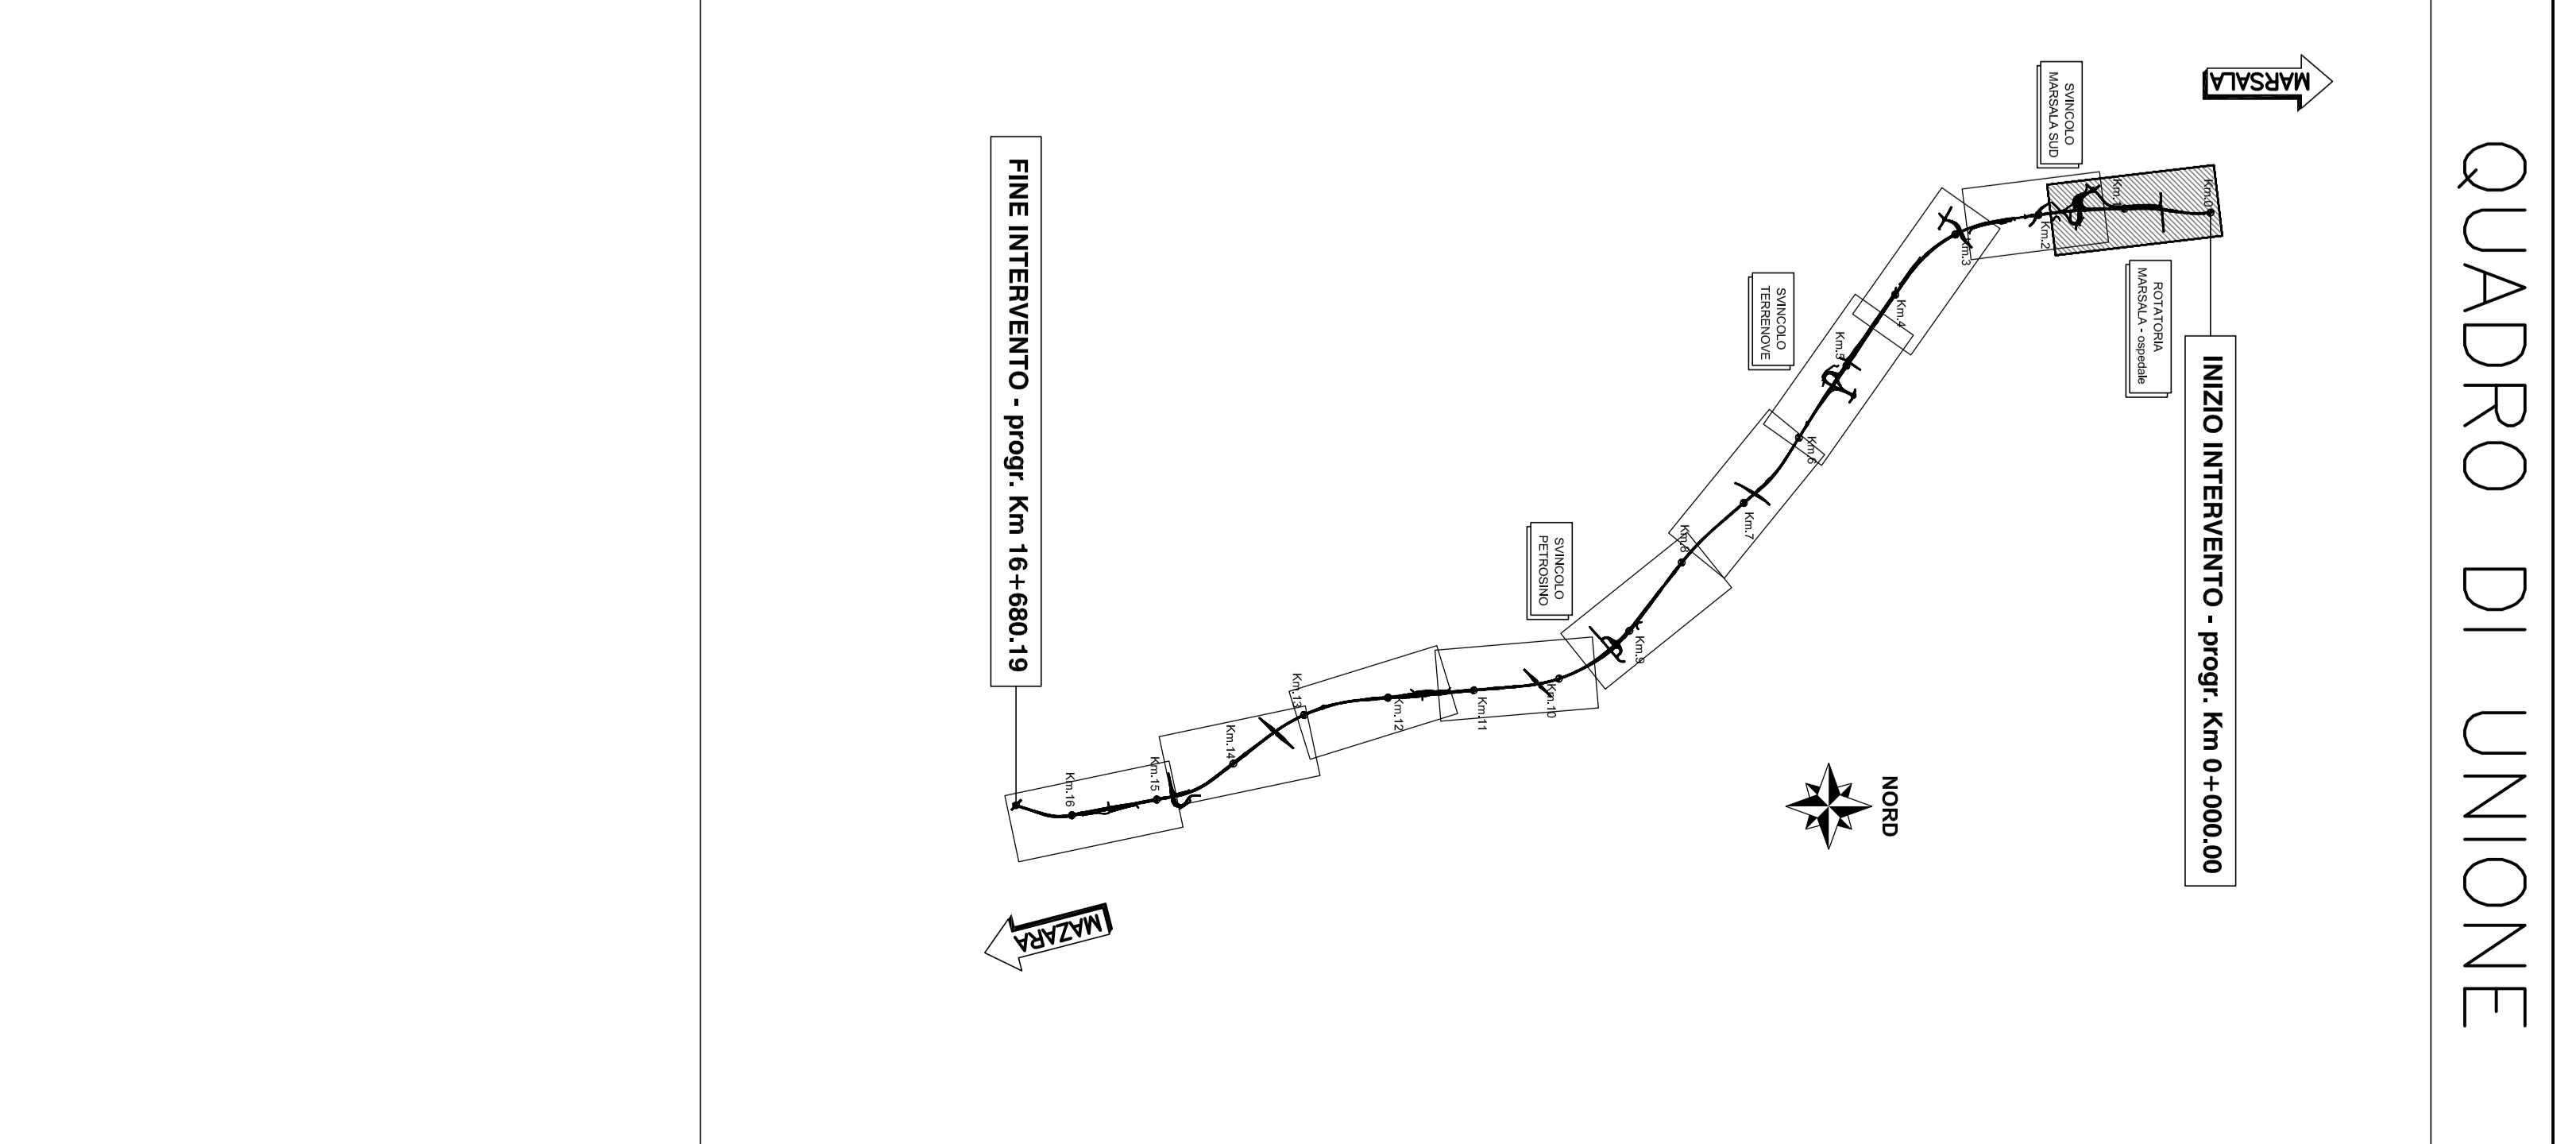 QUADRO DI UNIONE
MARSALA
INIZIO INTERVENTO - progr. Km 0+000.00
ROTATORIA
MARSALA - ospedale
SVINCOLO
MARSALA SUD
Km.0
Km.1
Km.2
Km.3
Km.4
Km.5
Km.6
Km.7
Km.8
Km.9
Km.10
Km.11
Km.12
Km.13
Km.14
Km.15
Km.16
SVINCOLO
TERRENOVE
SVINCOLO
PETROSINO
NORD
FINE INTERVENTO - progr. Km 16+680.19
MAZARA